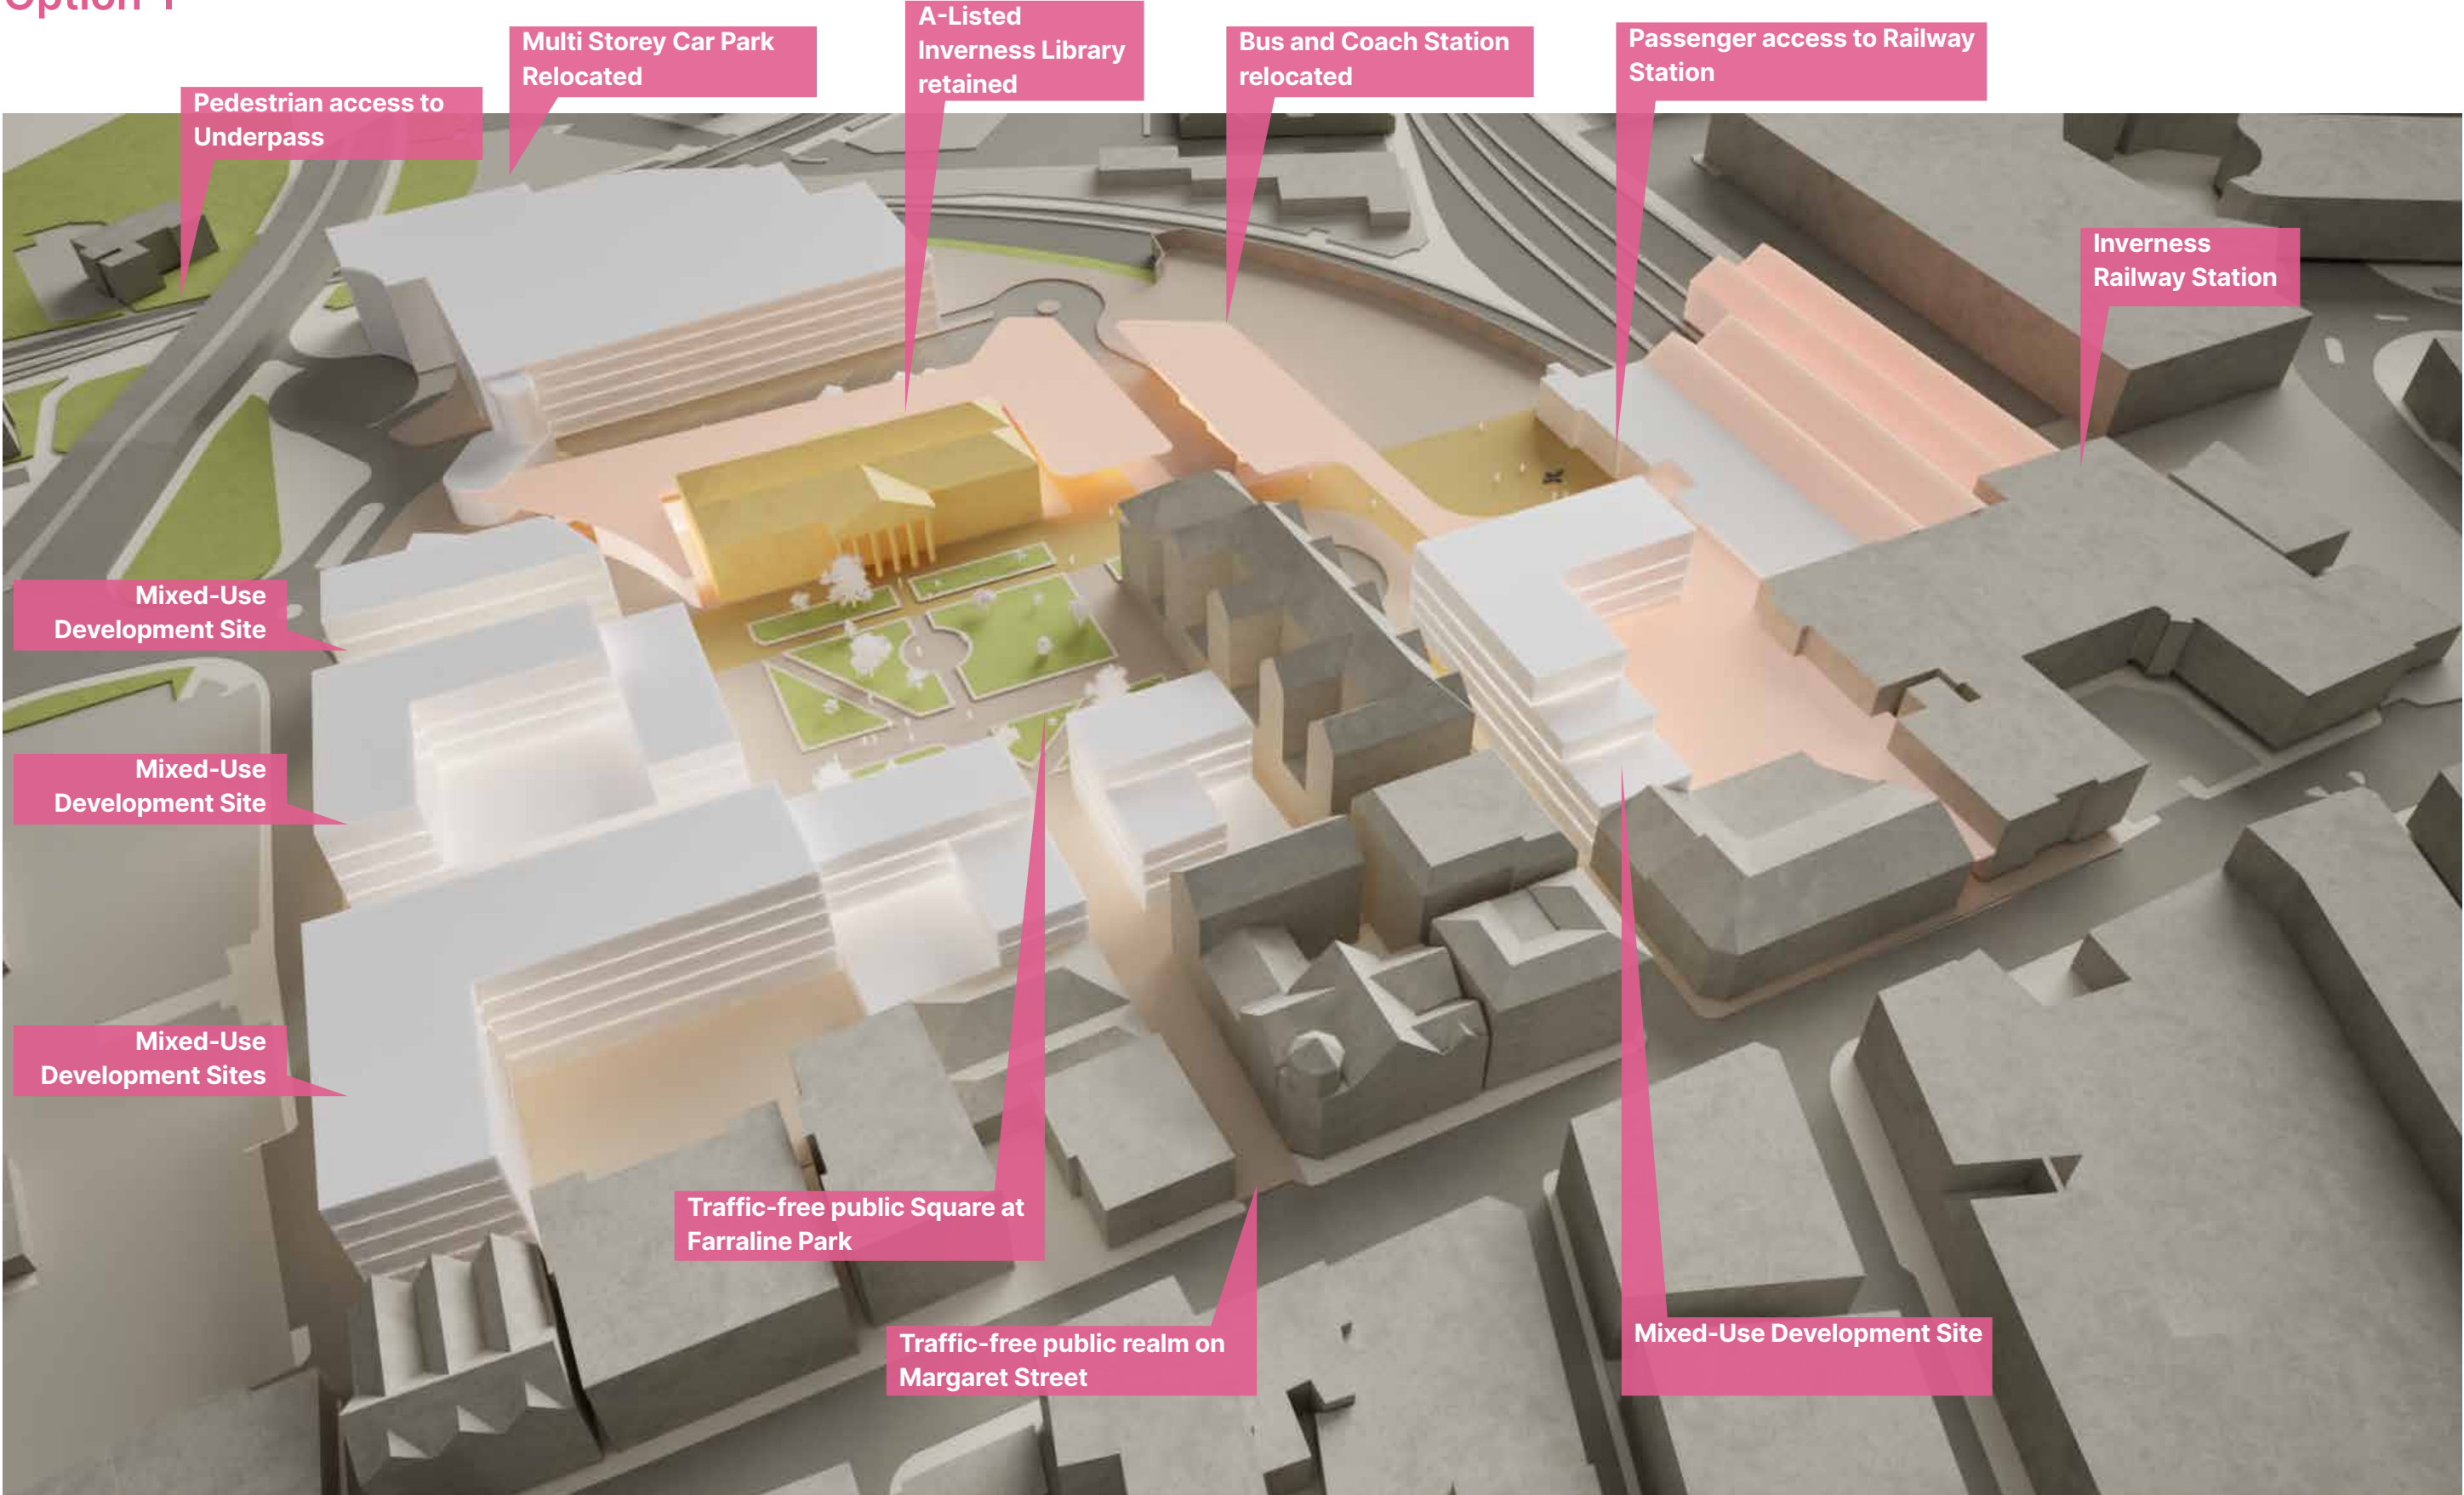 Option 1
A-Listed
Inverness Library
retained
Multi Storey Car Park
Relocated
Bus and Coach Station
relocated
Passenger access to Railway
Station
Pedestrian access to
Underpass
Inverness
Railway Station
Mixed-Use
Development Site
Mixed-Use
Development Site
Mixed-Use
Development Sites
Traffic-free public Square at
Farraline Park
Traffic-free public realm on
Margaret Street
Mixed-Use Development Site